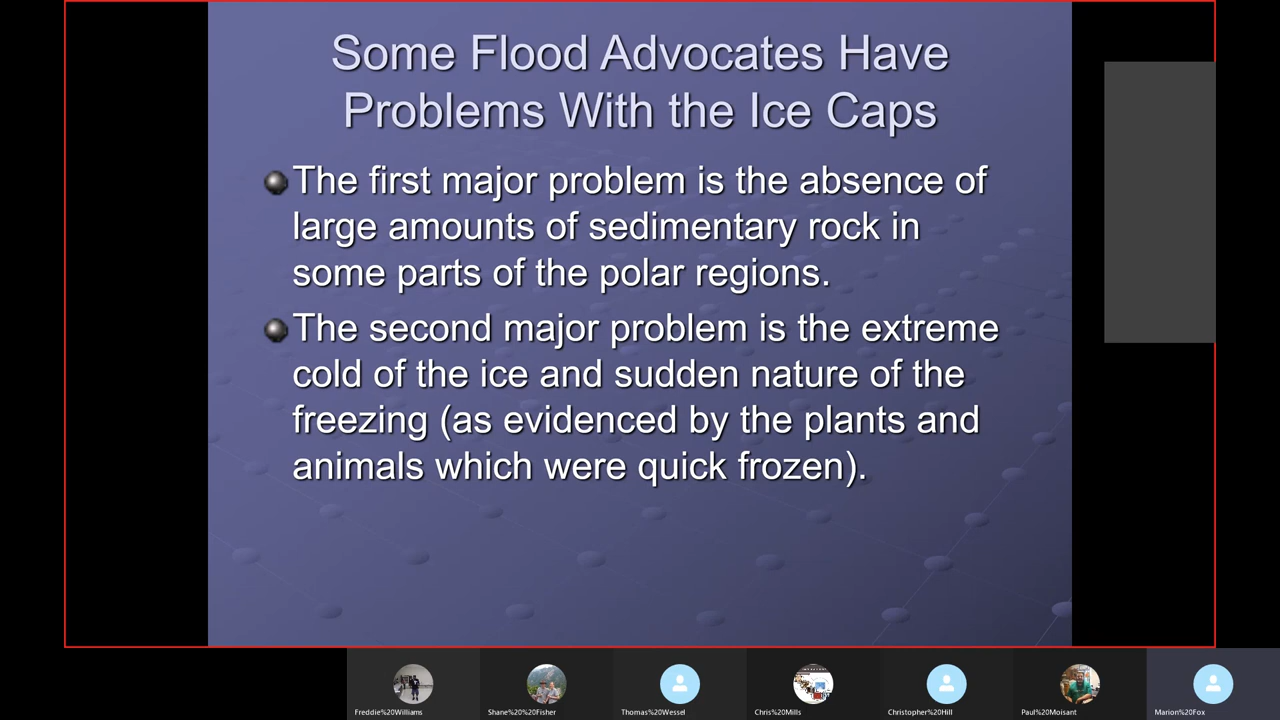 Some Flood Advocates Have
Problems With the Ice Caps
The first major problem is the absence of
large amounts of sedimentary rock in
some parts of the polar regions.
The second major problem is the extreme
cold of the ice and sudden nature of the
freezing (as evidenced by the plants and
animals which were quick frozen).
Freddie%20Williams
Shane%20%20Fisher
Thomas%20Wessel
Chris%20Mills
Christopher%20Hill
Paul%20Moisant
Marion%20Fox